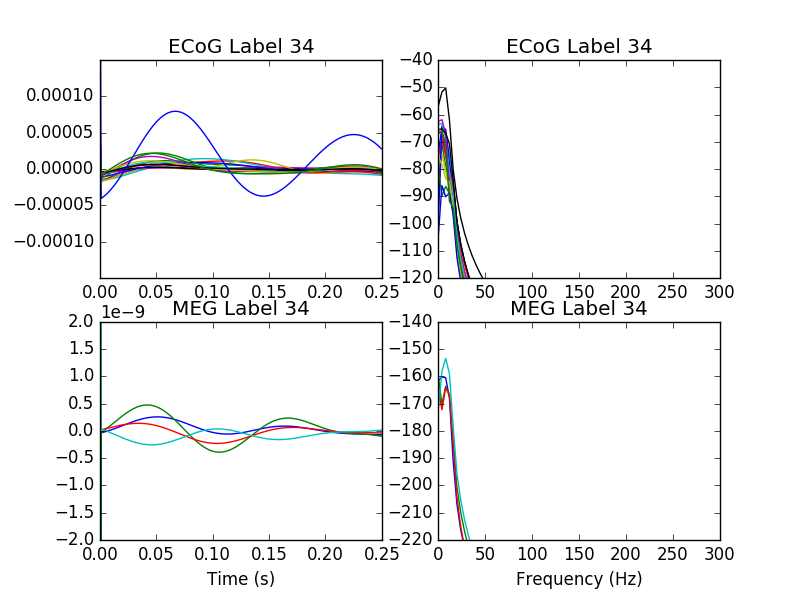 ECoG Label 34
0.00010
0.00005
0.00000
−0.00005
−0.00010
0.00 0.05 0.10 0.15 0.20 0.25
ECoG Label 34
−40
−50
−60
−70
−80
−90
−100
−110
−120
0 50 100 150 200 250 300
MEG Label 34
1e−9
2.0
1.5
1.0
0.5
0.0
−0.5
−1.0
−1.5
−2.0
0.00 0.05 0.10 0.15 0.20 0.25
Time (s)
MEG Label 34
−140
−150
−160
−170
−180
−190
−200
−210
−220
0 50 100 150 200 250 300
Frequency (Hz)